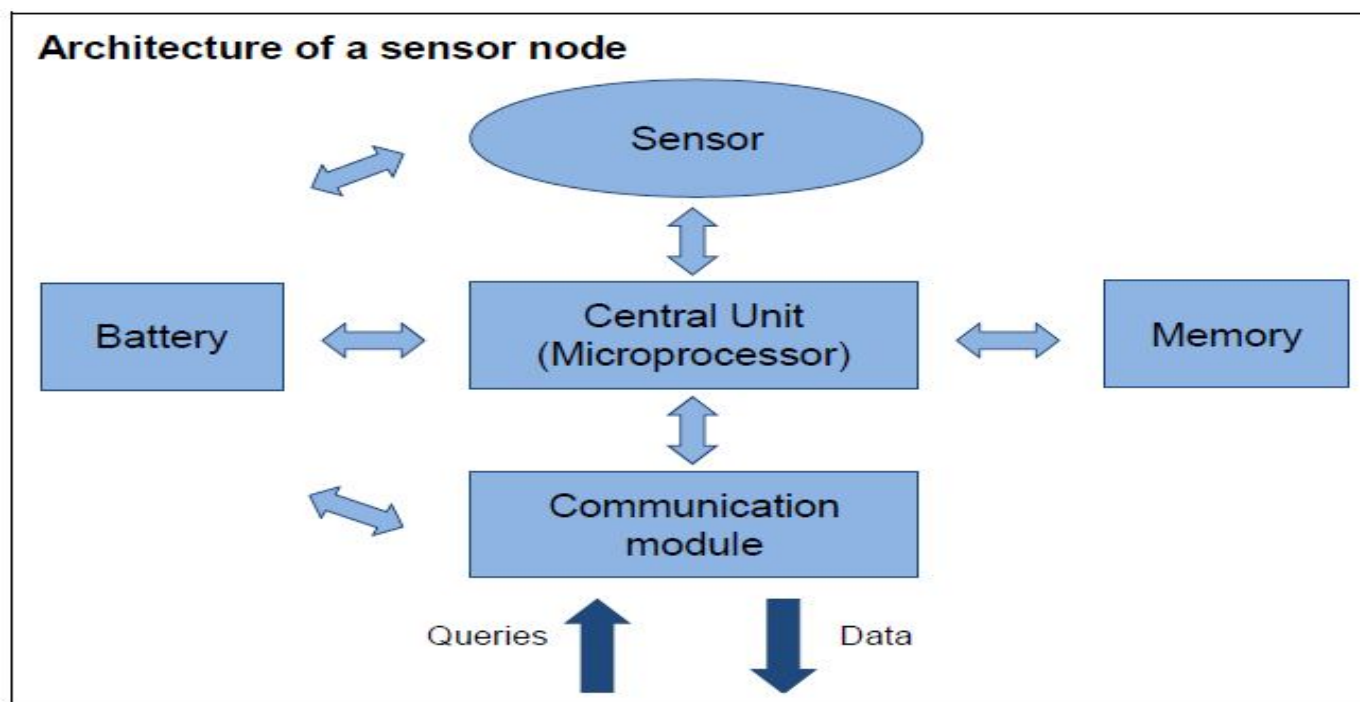 Architecture of a sensor node
Sensor
Battery
Central Unit
(Microprocessor)
Memory
Communication
module
Queries
Data